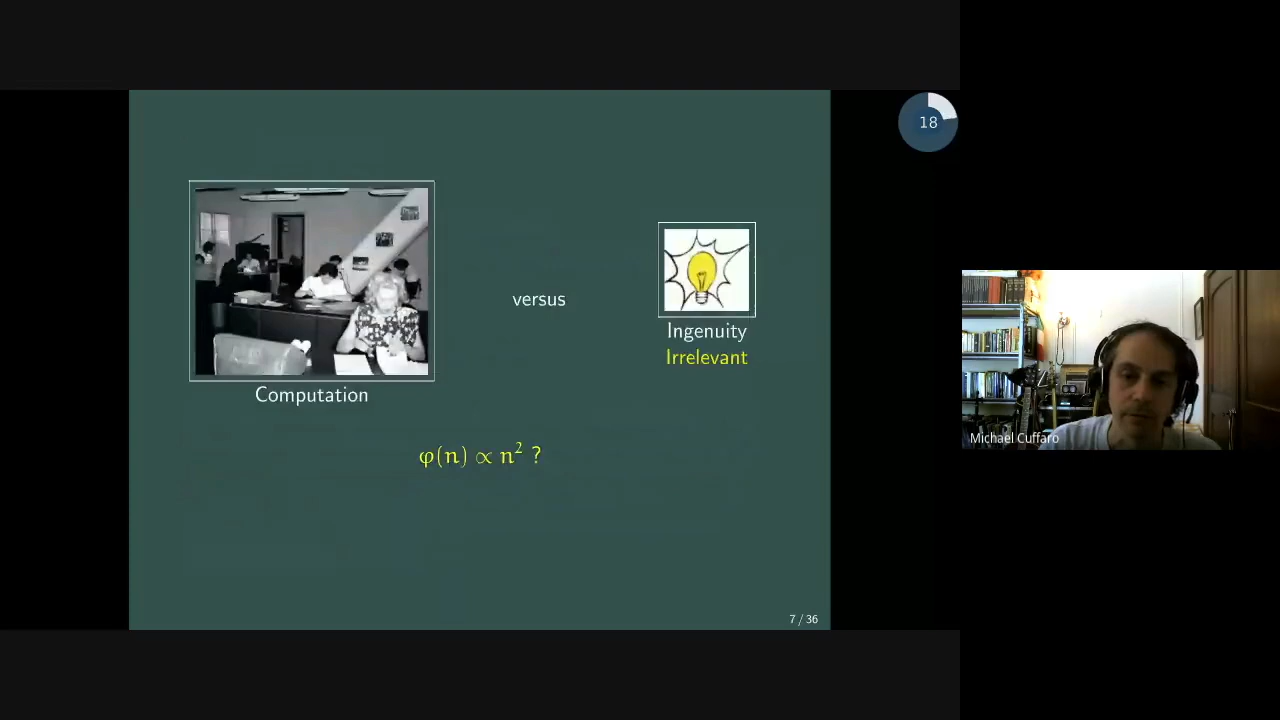 18
versus
Ingenuity
Irrelevant
Computation
φ(n) ∝ n² ?
Michael Cuffaro
7 / 36